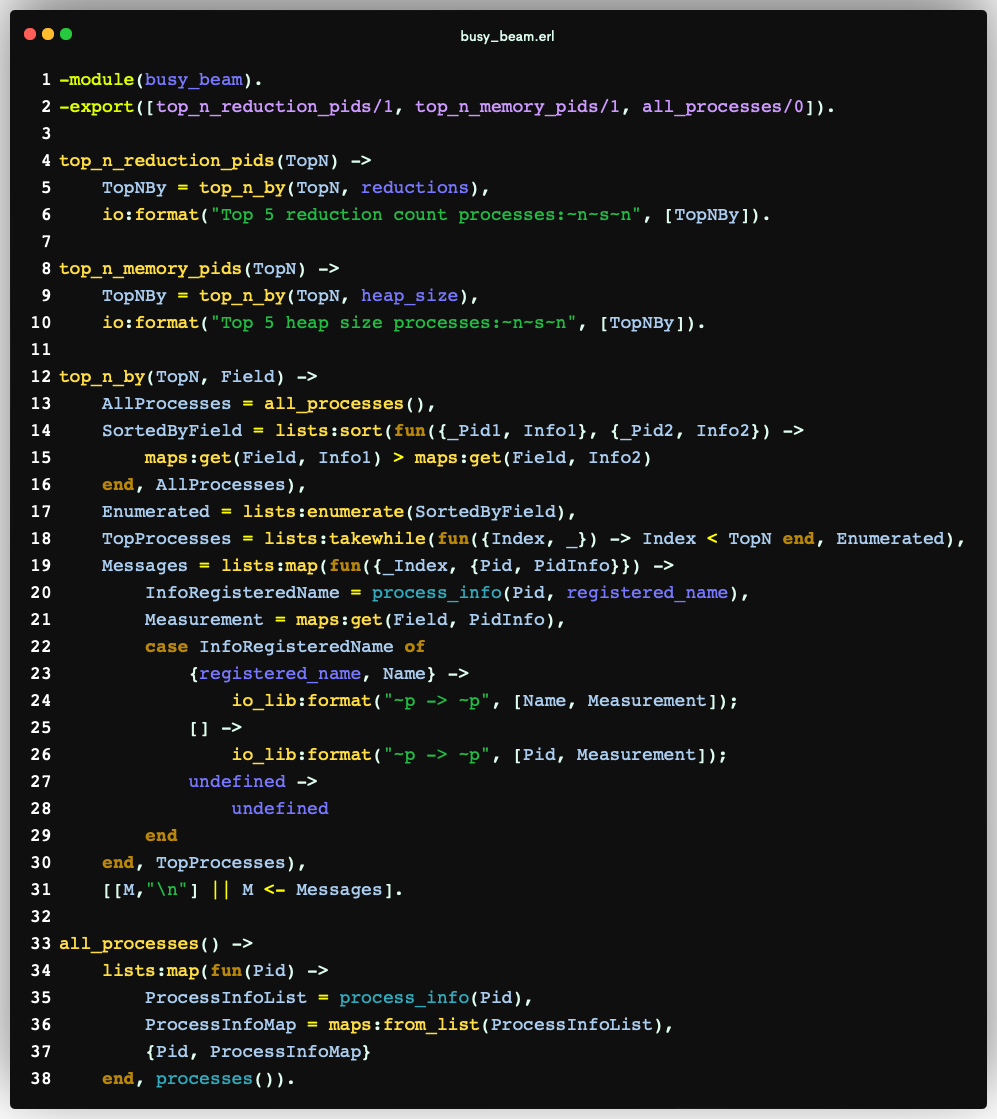 busy_beam.erl
1 -module(busy_beam).
2 -export([top_n_reduction_pids/1, top_n_memory_pids/1, all_processes/0]).
3
4 top_n_reduction_pids(TopN) ->
5     TopNBy = top_n_by(TopN, reductions),
6     io:format("Top 5 reduction count processes:~n~s~n", [TopNBy]).
7
8 top_n_memory_pids(TopN) ->
9     TopNBy = top_n_by(TopN, heap_size),
10     io:format("Top 5 heap size processes:~n~s~n", [TopNBy]).
11
12 top_n_by(TopN, Field) ->
13     AllProcesses = all_processes(),
14     SortedByField = lists:sort(fun({_Pid1, Info1}, {_Pid2, Info2}) ->
15         maps:get(Field, Info1) > maps:get(Field, Info2)
16     end, AllProcesses),
17     Enumerated = lists:enumerate(SortedByField),
18     TopProcesses = lists:takewhile(fun({Index, _}) -> Index < TopN end, Enumerated),
19     Messages = lists:map(fun({_Index, {Pid, PidInfo}}) ->
20         InfoRegisteredName = process_info(Pid, registered_name),
21         Measurement = maps:get(Field, PidInfo),
22         case InfoRegisteredName of
23             {registered_name, Name} ->
24                 io_lib:format("~p -> ~p", [Name, Measurement]);
25             [] ->
26                 io_lib:format("~p -> ~p", [Pid, Measurement]);
27             undefined ->
28                 undefined
29         end
30     end, TopProcesses),
31     [[M,"\n"] || M <- Messages].
32
33 all_processes() ->
34     lists:map(fun(Pid) ->
35         ProcessInfoList = process_info(Pid),
36         ProcessInfoMap = maps:from_list(ProcessInfoList),
37         {Pid, ProcessInfoMap}
38     end, processes()).